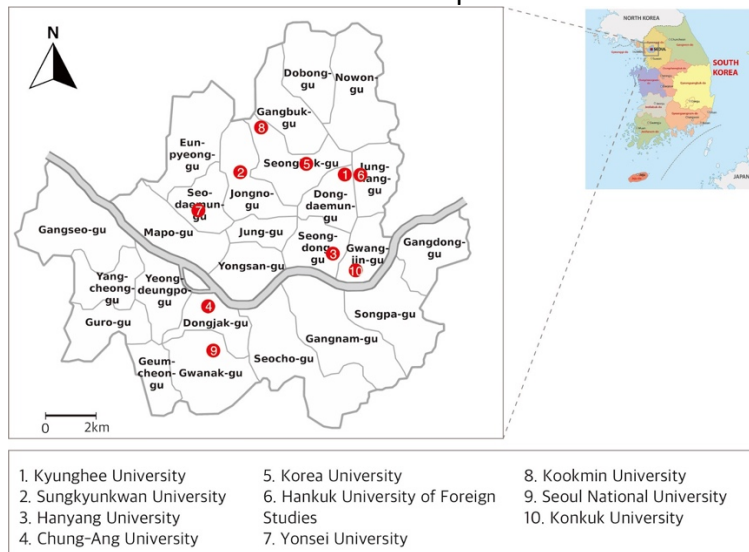 N
Dobong-
gu
Nowon-
gu
Gangbuk-
gu
8
Eun-
pyeong-
gu
Seongbuk-gu
5
2
1
6
Jung-
nang-
gu
Seo-
daemun-
gu
7
Jongno-
gu
Dong-
daemun-
gu
Gangseo-gu
Mapo-gu
Jung-gu
Seong-
dong-
gu
3
Gwang-
jin-gu
10
Gangdong-
gu
Yongsan-gu
Yang-
cheong-
gu
Yeong-
deungpo-
gu
4
Dongjak-gu
Songpa-gu
Guro-gu
Gangnam-gu
9
Seocho-gu
Geum-
cheon-
gu
Gwanak-gu
0
2km
NORTH KOREA
SEOUL
SOUTH
KOREA
JAPAN
1. Kyunghee University
2. Sungkyunkwan University
3. Hanyang University
4. Chung-Ang University
5. Korea University
6. Hankuk University of Foreign
Studies
7. Yonsei University
8. Kookmin University
9. Seoul National University
10. Konkuk University